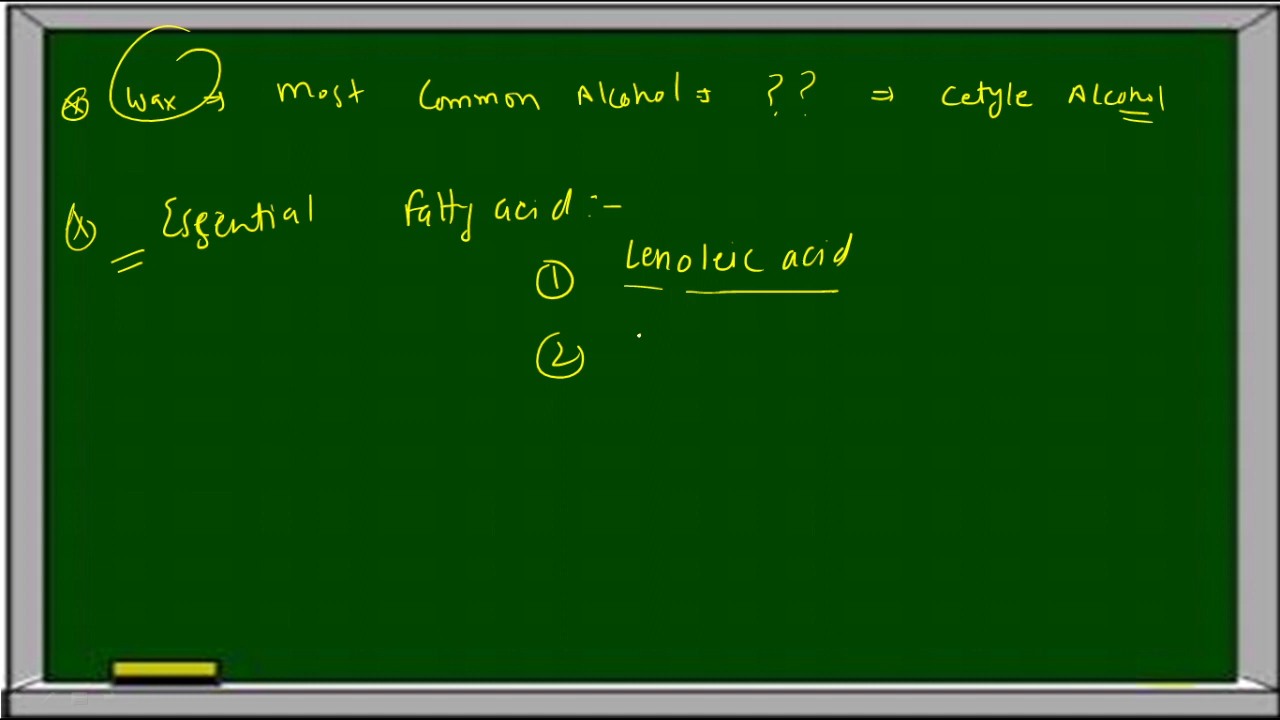 Wax ⇒ most Common Alcohol ⇒ ?? ⇒ Cetyle Alcohol
Essential Fatty acid :-
① Lenoleic acid
②